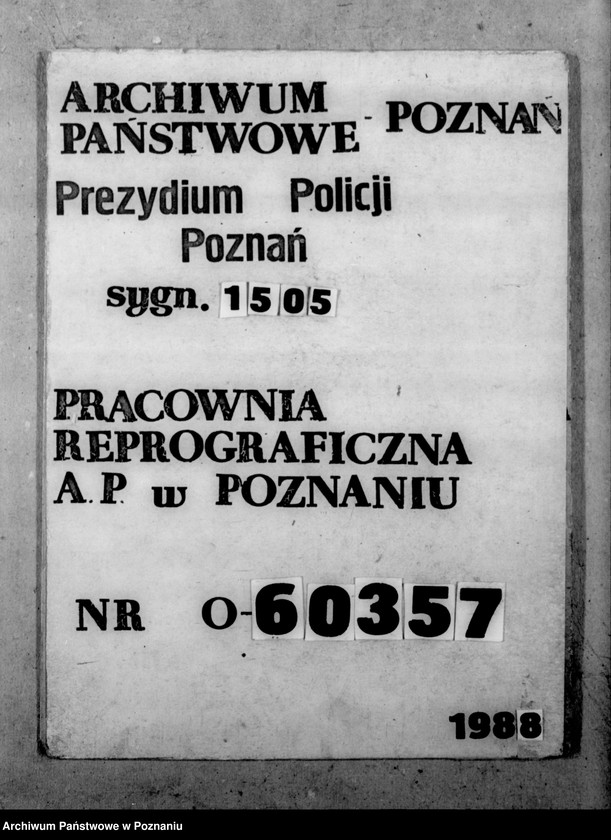 ARCHIWUM
PAŃSTWOWE - POZNAŃ
Prezydium Policji
Poznań
sygn. 1505
PRACOWNIA
REPROGRAFICZNA
A. P. w POZNANIU
NR O-60357
1988
Archiwum Państwowe w Poznaniu